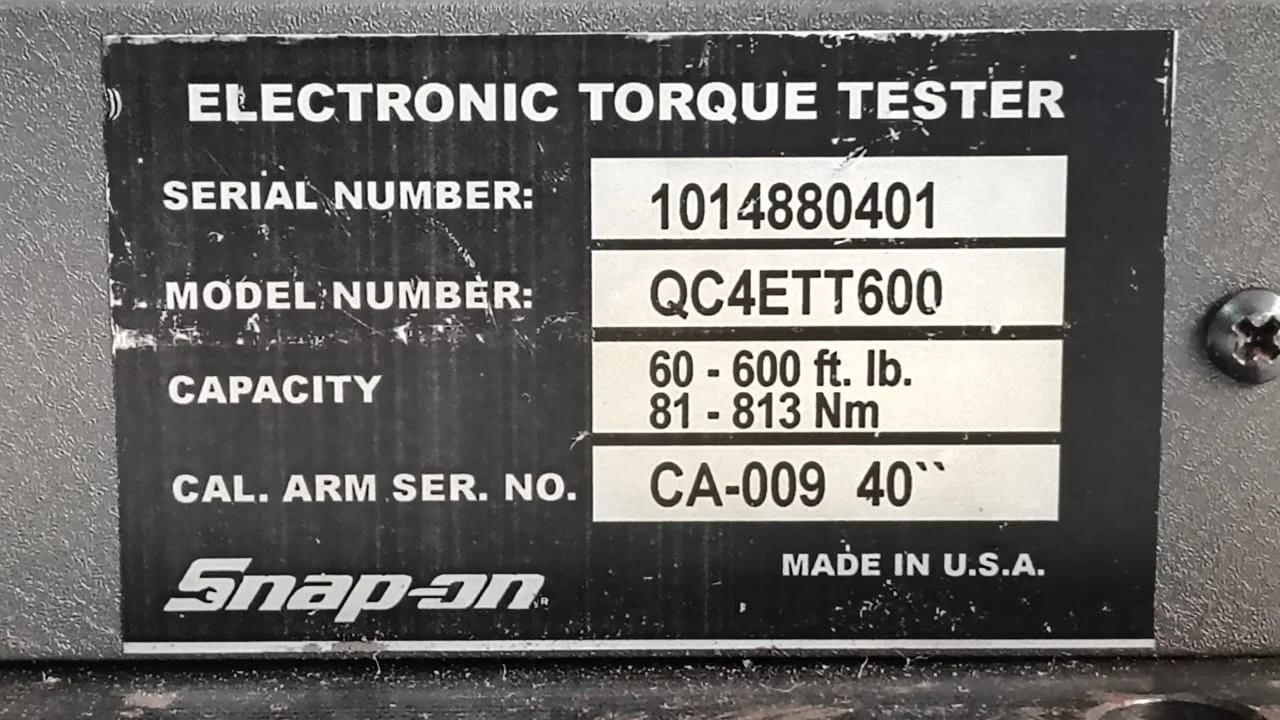 ELECTRONIC TORQUE TESTER
SERIAL NUMBER: 1014880401
MODEL NUMBER: QC4ETT600
CAPACITY 60 - 600 ft. lb.
81 - 813 Nm
CAL. ARM SER. NO. CA-009 40``
MADE IN U.S.A.
Snap-on®